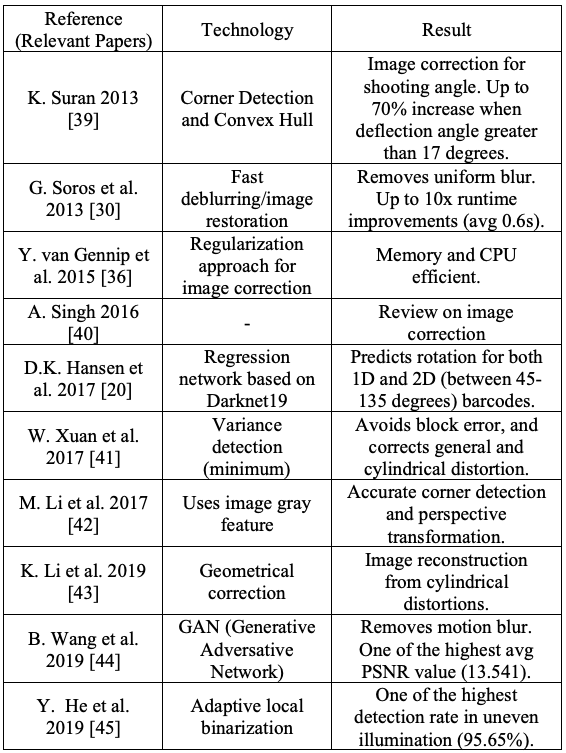 Reference
(Relevant Papers)
Technology
Result
K. Suran 2013
[39]
Corner Detection
and Convex Hull
Image correction for
shooting angle. Up to
70% increase when
deflection angle greater
than 17 degrees.
G. Soros et al.
2013 [30]
Fast
deblurring/image
restoration
Removes uniform blur.
Up to 10x runtime
improvements (avg 0.6s).
Y. van Gennip et
al. 2015 [36]
Regularization
approach for
image correction
Memory and CPU
efficient.
A. Singh 2016
[40]
-
Review on image
correction
D.K. Hansen et
al. 2017 [20]
Regression
network based on
Darknet19
Predicts rotation for both
1D and 2D (between 45-
135 degrees) barcodes.
W. Xuan et al.
2017 [41]
Variance
detection
(minimum)
Avoids block error, and
corrects general and
cylindrical distortion.
M. Li et al. 2017
[42]
Uses image gray
feature
Accurate corner detection
and perspective
transformation.
K. Li et al. 2019
[43]
Geometrical
correction
Image reconstruction
from cylindrical
distortions.
B. Wang et al.
2019 [44]
GAN (Generative
Adversative
Network)
Removes motion blur.
One of the highest avg
PSNR value (13.541).
Y. He et al.
2019 [45]
Adaptive local
binarization
One of the highest
detection rate in uneven
illumination (95.65%).